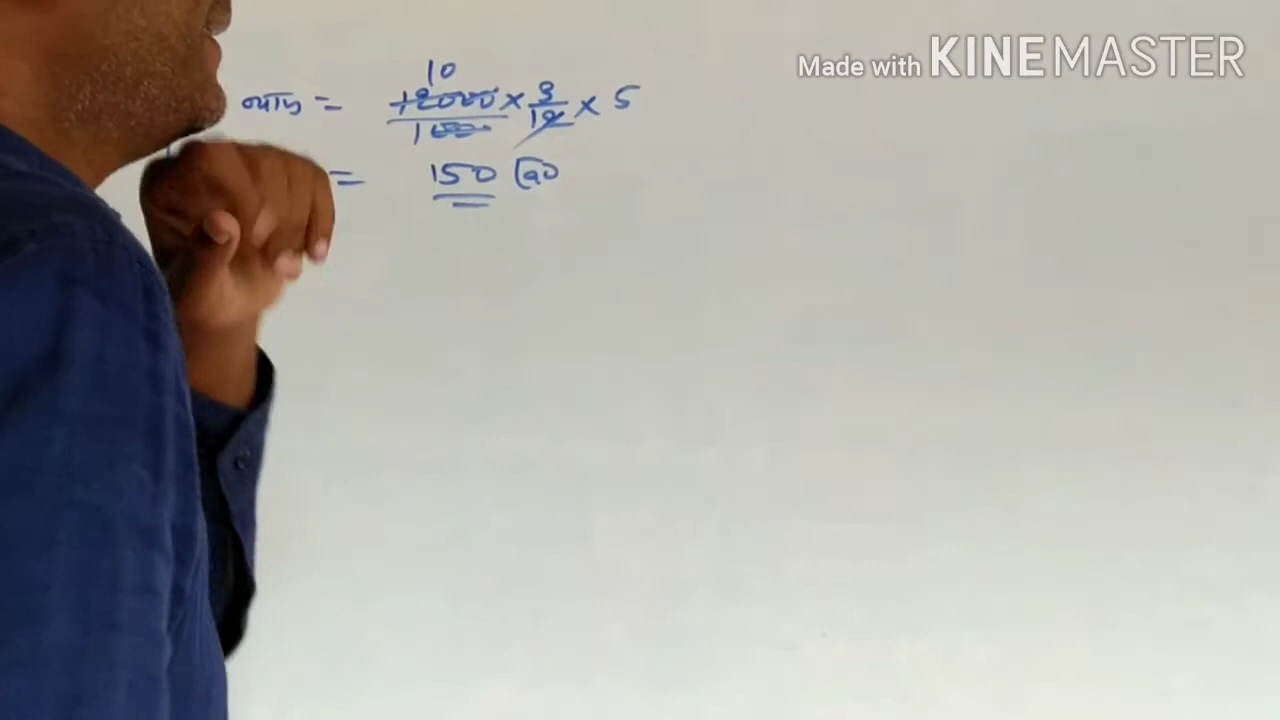 Made with KINEMASTER
10
व्याज = 12000/100 × 3/12 × 5
= 150